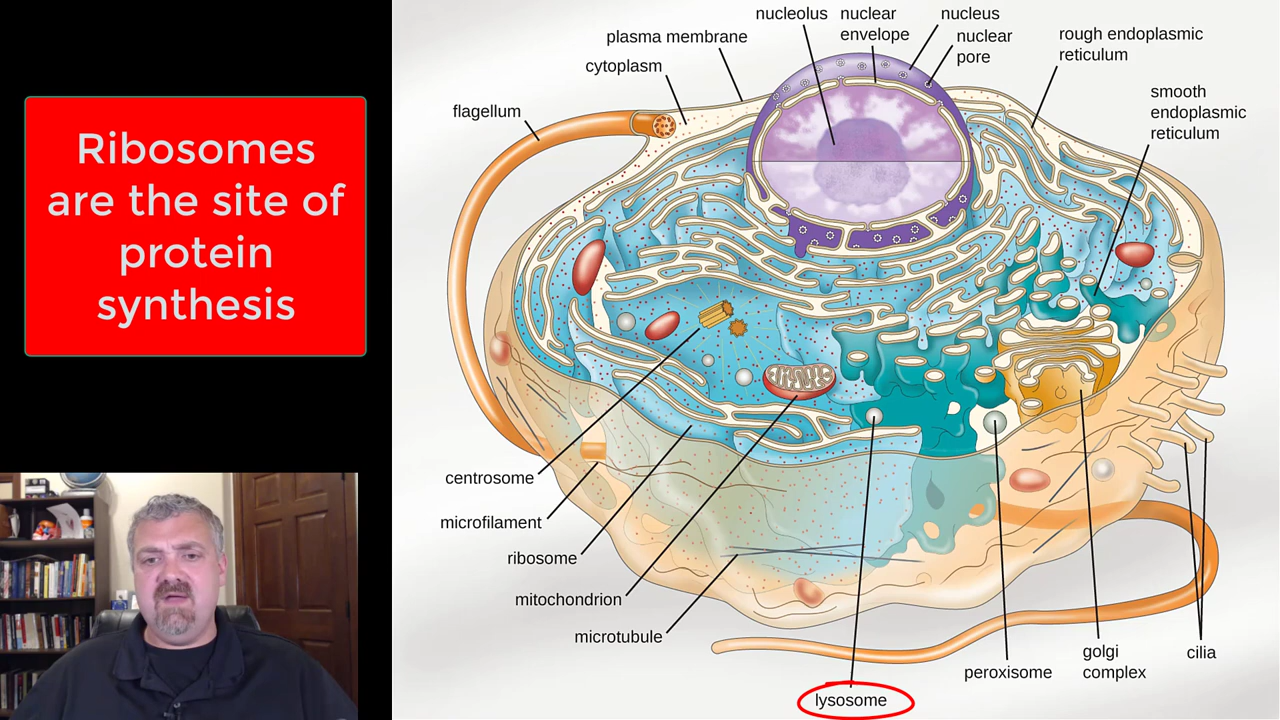 Ribosomes
are the site of
protein
synthesis
nucleolus
nuclear
envelope
nucleus
nuclear
pore
rough endoplasmic
reticulum
plasma membrane
cytoplasm
smooth
endoplasmic
reticulum
flagellum
centrosome
microfilament
ribosome
mitochondrion
microtubule
lysosome
peroxisome
golgi
complex
cilia